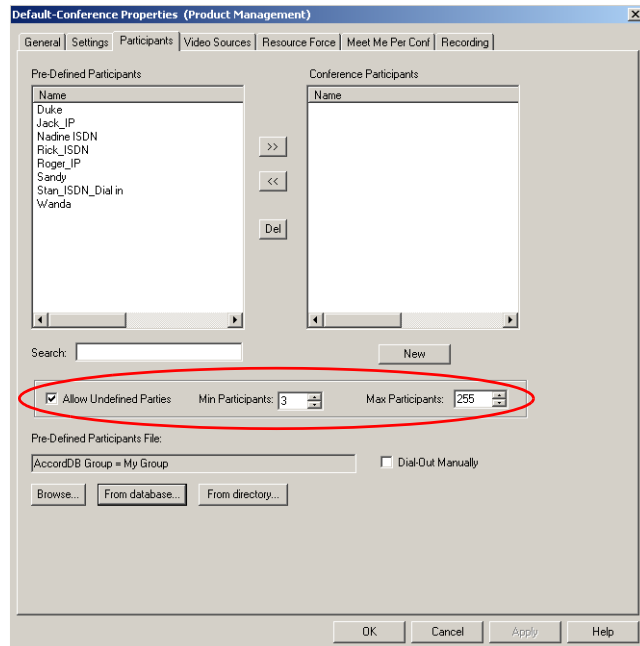 Default-Conference Properties (Product Management)
General Settings Participants Video Sources Resource Force Meet Me Per Conf Recording
Pre-Defined Participants Conference Participants
Name Name
Duke
Jack_IP
Nadine ISDN
Rick_ISDN
Roger_IP
Sandy
Stan_ISDN_Dial in
Wanda
>>
<<
Del
Search: New
Allow Undefined Parties Min Participants: 3 Max Participants: 255
Pre-Defined Participants File:
AccordDB Group = My Group Dial-Out Manually
Browse... From database... From directory...
OK Cancel Apply Help